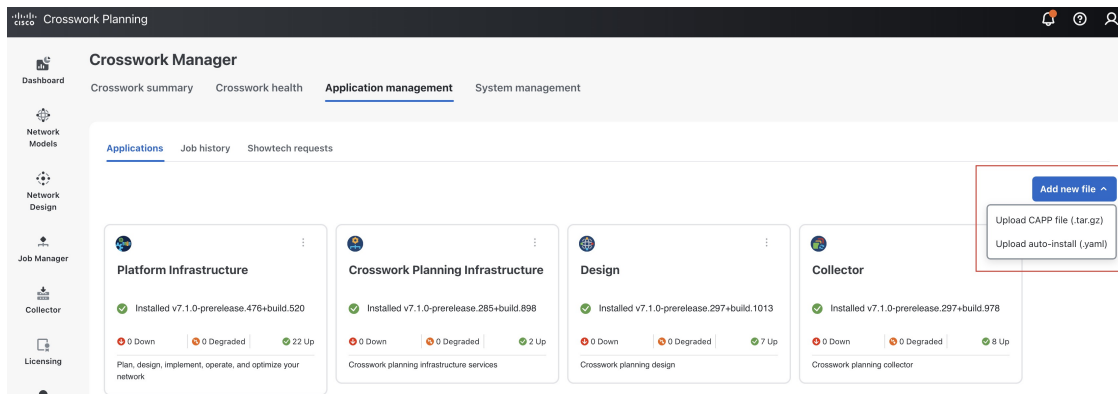 cisco Crosswork Planning
Crosswork Manager
Crosswork summary Crosswork health Application management System management
Dashboard
Network
Models
Network
Design
Job Manager
Collector
Licensing
Applications Job history Showtech requests
Add new file
Upload CAPP file (.tar.gz)
Upload auto-install (.yaml)
Platform Infrastructure
Installed v7.1.0-prerelease.476+build.520
0 Down 0 Degraded 22 Up
Plan, design, implement, operate, and optimize your
network
Crosswork Planning Infrastructure
Installed v7.1.0-prerelease.285+build.898
0 Down 0 Degraded 2 Up
Crosswork planning infrastructure services
Design
Installed v7.1.0-prerelease.297+build.1013
0 Down 0 Degraded 7 Up
Crosswork planning design
Collector
Installed v7.1.0-prerelease.297+build.978
0 Down 0 Degraded 8 Up
Crosswork planning collector